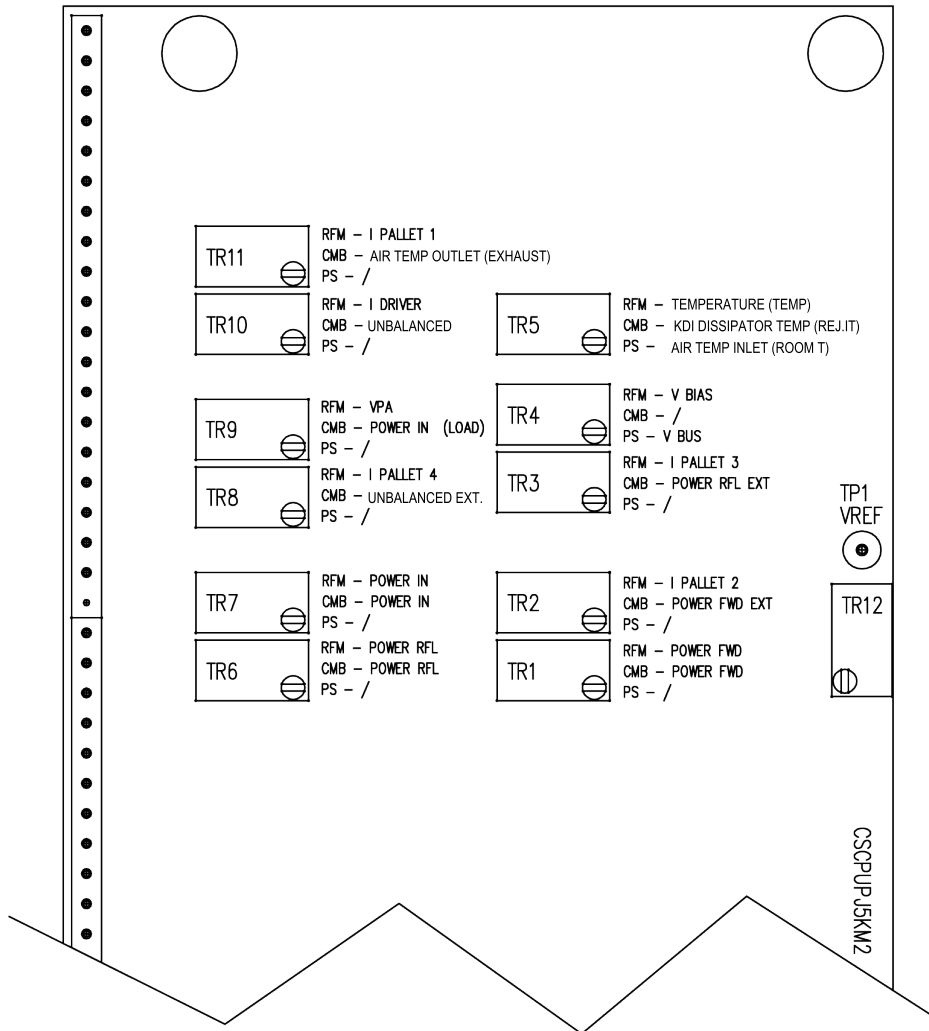 TR11
RFM - I PALLET 1
CMB - AIR TEMP OUTLET (EXHAUST)
PS - /
TR10
RFM - I DRIVER
CMB - UNBALANCED
PS - /
TR5
RFM - TEMPERATURE (TEMP)
CMB - KDI DISSIPATOR TEMP (REJ.IT)
PS - AIR TEMP INLET (ROOM T)
TR9
RFM - VPA
CMB - POWER IN (LOAD)
PS - /
TR4
RFM - V BIAS
CMB - /
PS - V BUS
TR8
RFM - I PALLET 4
CMB - UNBALANCED EXT.
PS - /
TR3
RFM - I PALLET 3
CMB - POWER RFL EXT
PS - /
TP1
VREF
TR7
RFM - POWER IN
CMB - POWER IN
PS - /
TR2
RFM - I PALLET 2
CMB - POWER FWD EXT
PS - /
TR12
TR6
RFM - POWER RFL
CMB - POWER RFL
PS - /
TR1
RFM - POWER FWD
CMB - POWER FWD
PS - /
CSCPUPJ5KM2